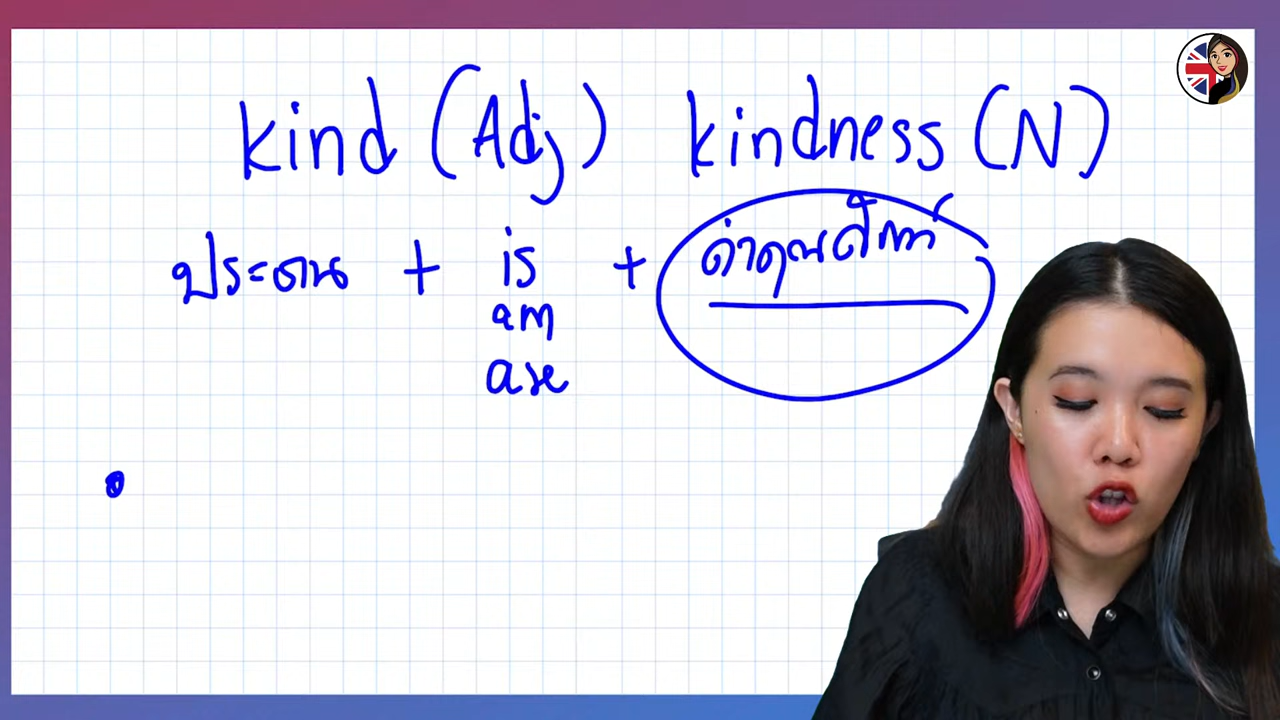 kind (Adj) kindness (N)
ประธาน + is + คำคุณศัพท์
am
are